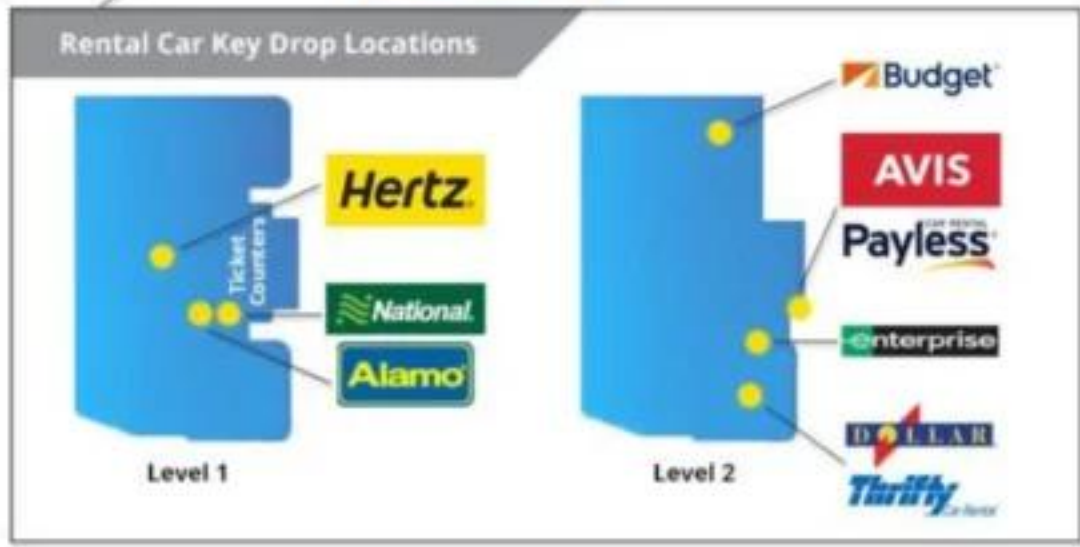 Rental Car Key Drop Locations
Hertz.
Ticket
Counters
National.
Alamo
Level 1
Budget
AVIS
CAR RENTAL
Payless
enterprise
DOLLAR
Thrifty
Car Rental
Level 2